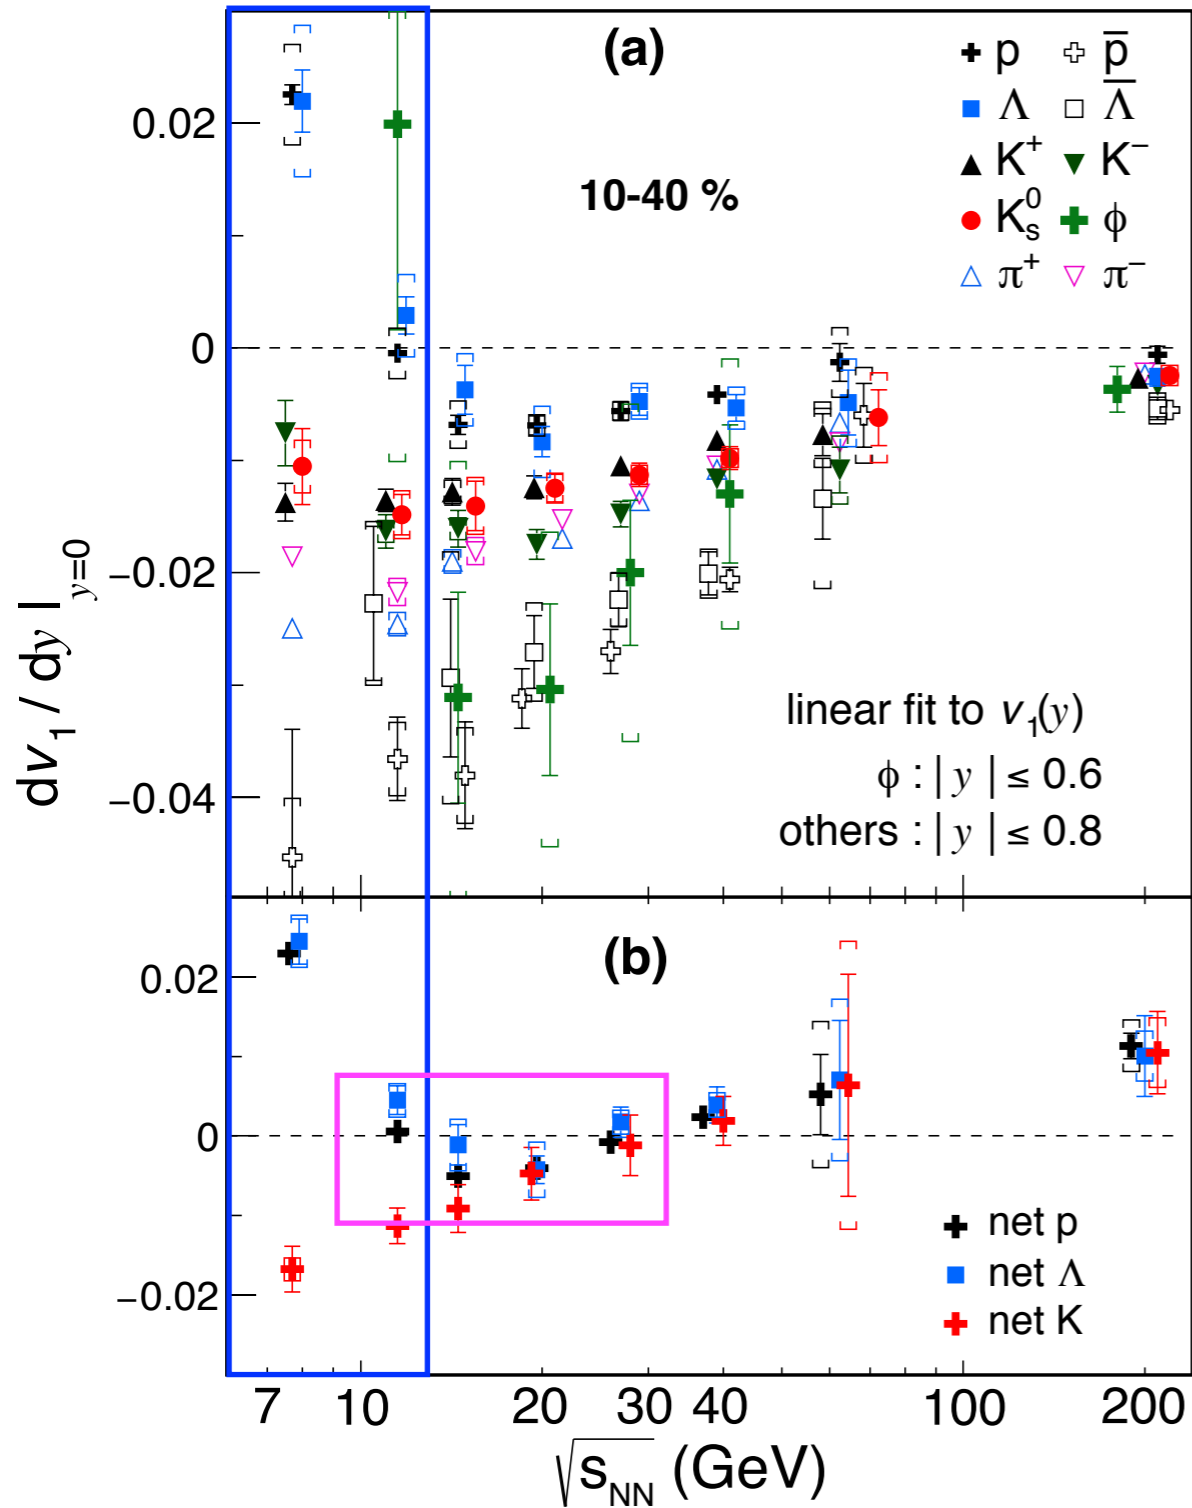 (a)
p p̄
Λ Λ̄
K⁺ K⁻
K⁰ₛ ϕ
π⁺ π⁻
10-40 %
0.02
0
−0.02
−0.04
dv₁ / dy |y=0
linear fit to v₁(y)
ϕ : | y | ≤ 0.6
others : | y | ≤ 0.8
(b)
0.02
0
−0.02
net p
net Λ
net K
7 10 20 30 40 100 200
√sNN (GeV)